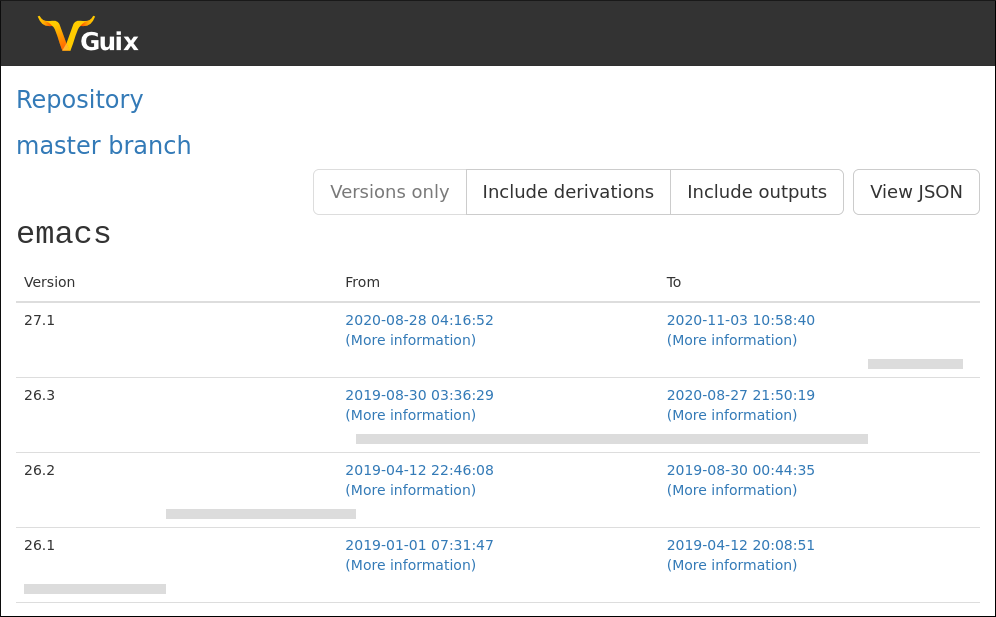 Guix
Repository
master branch
Versions only Include derivations Include outputs View JSON
emacs
Version From To
27.1 2020-08-28 04:16:52 2020-11-03 10:58:40
(More information) (More information)
26.3 2019-08-30 03:36:29 2020-08-27 21:50:19
(More information) (More information)
26.2 2019-04-12 22:46:08 2019-08-30 00:44:35
(More information) (More information)
26.1 2019-01-01 07:31:47 2019-04-12 20:08:51
(More information) (More information)